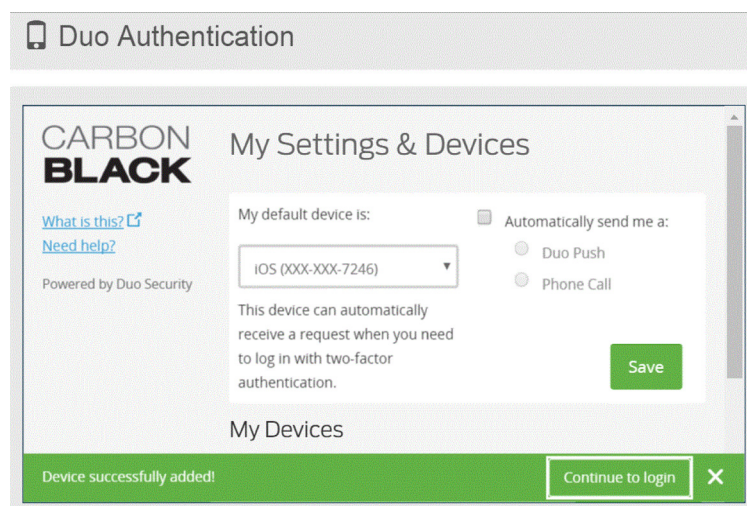 Duo Authentication
CARBON
BLACK
What is this?
Need help?
Powered by Duo Security
My Settings & Devices
My default device is:
iOS (XXX-XXX-7246)
This device can automatically
receive a request when you need
to log in with two-factor
authentication.
Automatically send me a:
Duo Push
Phone Call
Save
My Devices
Device successfully added!
Continue to login